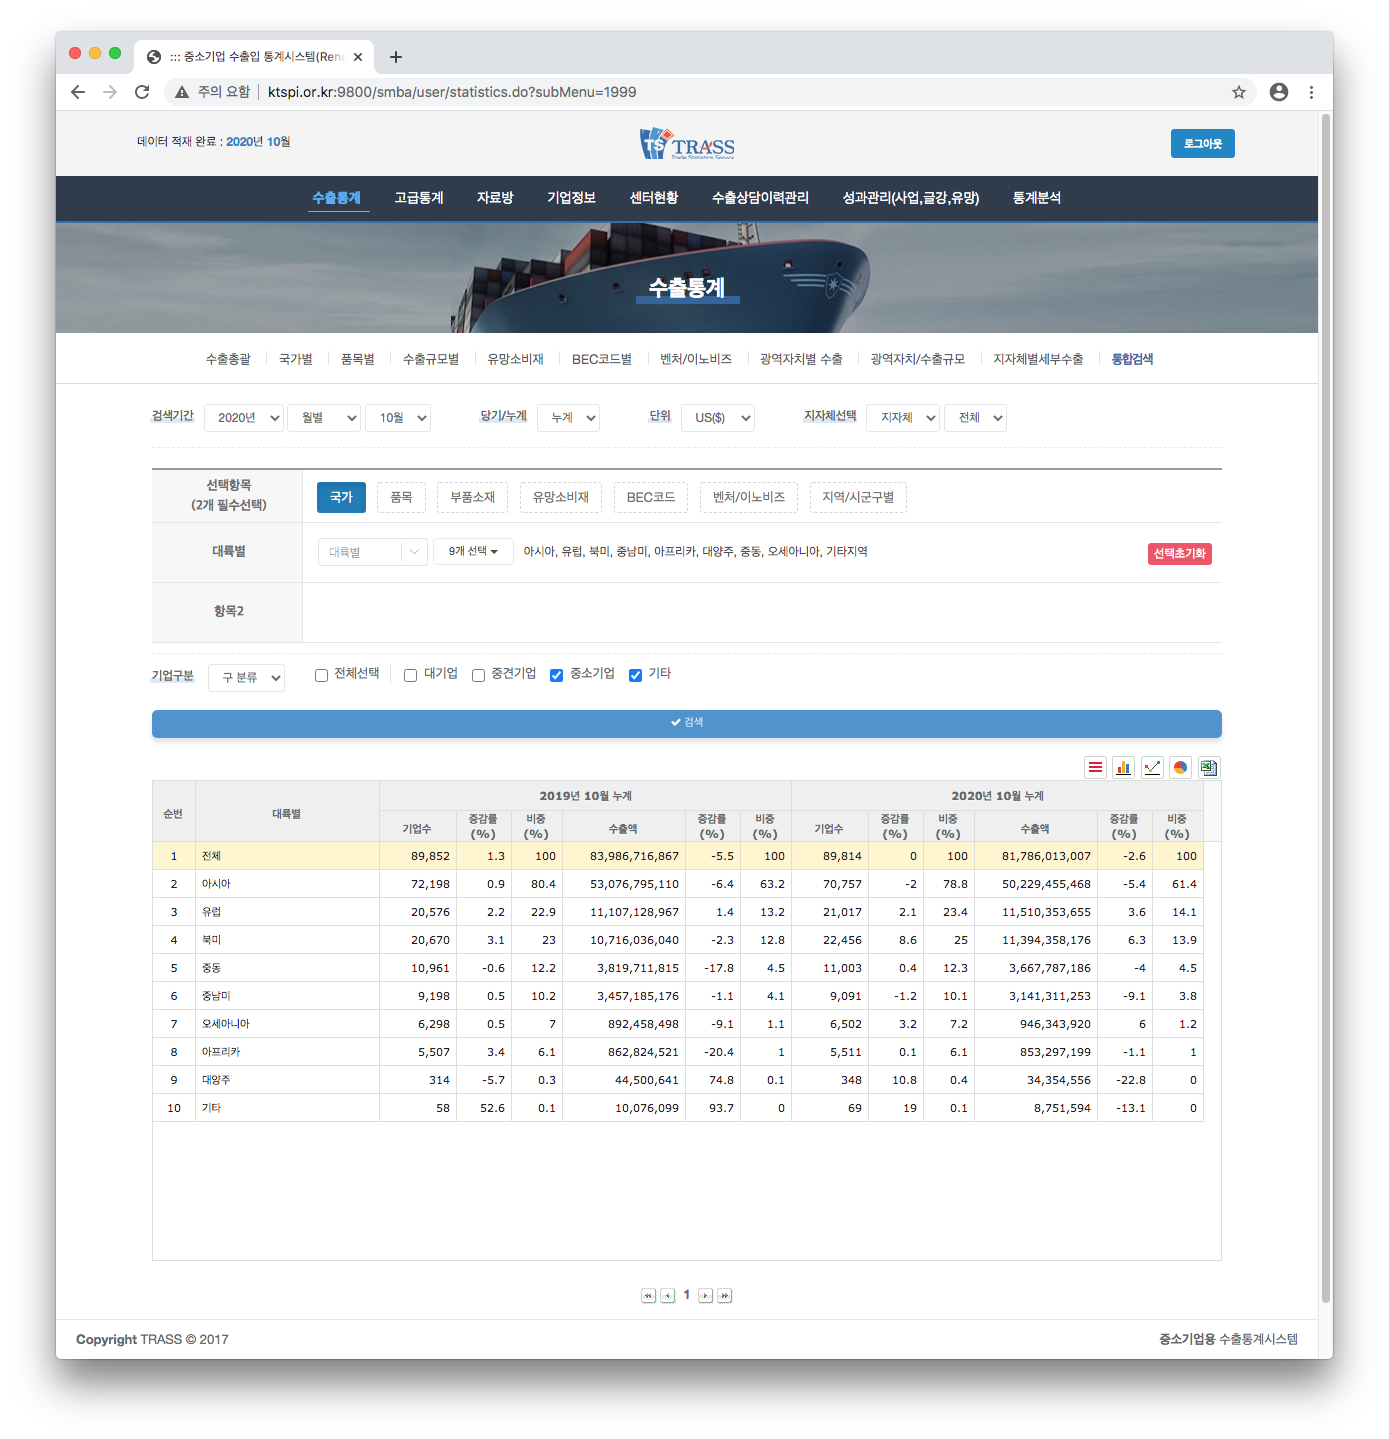 ::: 중소기업 수출입 통계시스템(Ren
주의 요함 ktspi.or.kr:9800/smba/user/statistics.do?subMenu=1999
데이터 적재 완료 : 2020년 10월
TS TRASS
Trade Statistics Service
로그아웃
수출통계 고급통계 자료방 기업정보 센터현황 수출상담이력관리 성과관리(사업,글강,유망) 통계분석
수출통계
수출총괄 국가별 품목별 수출규모별 유망소비재 BEC코드별 벤처/이노비즈 광역자치별 수출 광역자치/수출규모 지자체별세부수출 통합검색
검색기간 2020년 월별 10월 당기/누계 누계 단위 US($) 지자체선택 지자체 전체
선택항목
(2개 필수선택)
국가 품목 부품소재 유망소비재 BEC코드 벤처/이노비즈 지역/시군구별
대륙별 대륙별 9개 선택 아시아, 유럽, 북미, 중남미, 아프리카, 대양주, 중동, 오세아니아, 기타지역 선택초기화
항목2
기업구분 구 분류 전체선택 대기업 중견기업 중소기업 기타
검색
순번 대륙별 2019년 10월 누계 2020년 10월 누계
기업수 증감률(%) 비중(%) 수출액 증감률(%) 비중(%) 기업수 증감률(%) 비중(%) 수출액 증감률(%) 비중(%)
1 전체 89,852 1.3 100 83,986,716,867 -5.5 100 89,814 0 100 81,786,013,007 -2.6 100
2 아시아 72,198 0.9 80.4 53,076,795,110 -6.4 63.2 70,757 -2 78.8 50,229,455,468 -5.4 61.4
3 유럽 20,576 2.2 22.9 11,107,128,967 1.4 13.2 21,017 2.1 23.4 11,510,353,655 3.6 14.1
4 북미 20,670 3.1 23 10,716,036,040 -2.3 12.8 22,456 8.6 25 11,394,358,176 6.3 13.9
5 중동 10,961 -0.6 12.2 3,819,711,815 -17.8 4.5 11,003 0.4 12.3 3,667,787,186 -4 4.5
6 중남미 9,198 0.5 10.2 3,457,185,176 -1.1 4.1 9,091 -1.2 10.1 3,141,311,253 -9.1 3.8
7 오세아니아 6,298 0.5 7 892,458,498 -9.1 1.1 6,502 3.2 7.2 946,343,920 6 1.2
8 아프리카 5,507 3.4 6.1 862,824,521 -20.4 1 5,511 0.1 6.1 853,297,199 -1.1 1
9 대양주 314 -5.7 0.3 44,500,641 74.8 0.1 348 10.8 0.4 34,354,556 -22.8 0
10 기타 58 52.6 0.1 10,076,099 93.7 0 69 19 0.1 8,751,594 -13.1 0
1
Copyright TRASS © 2017 중소기업용 수출통계시스템